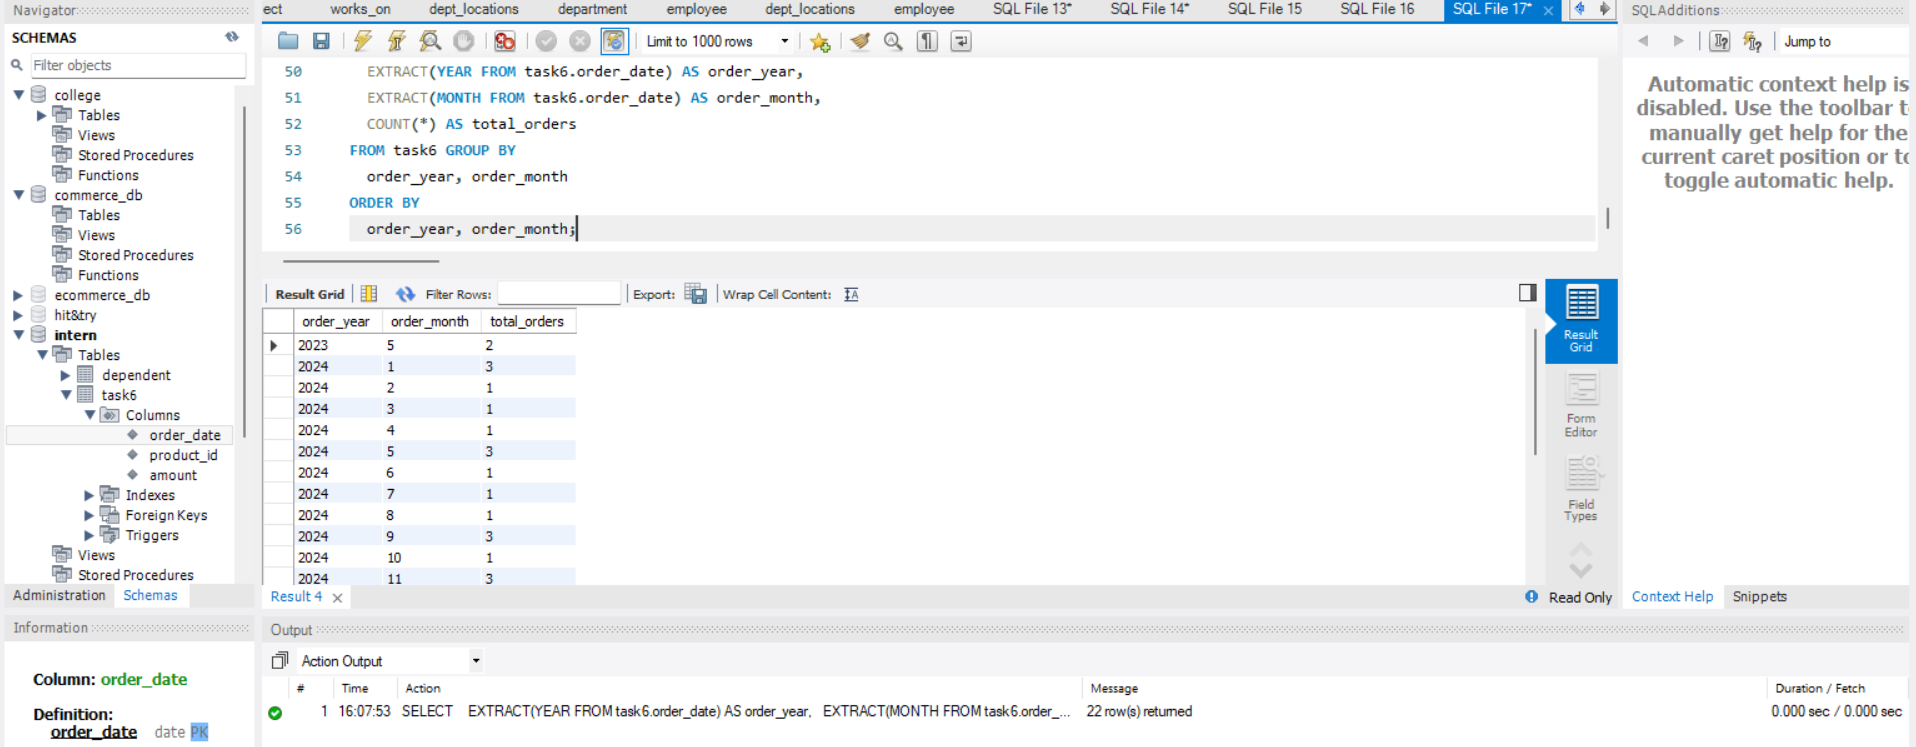 Navigator
ect works_on dept_locations department employee dept_locations employee SQL File 13* SQL File 14* SQL File 15 SQL File 16 SQL File 17*
SQLAdditions
SCHEMAS
Filter objects
college
Tables
Views
Stored Procedures
Functions
commerce_db
Tables
Views
Stored Procedures
Functions
ecommerce_db
hit&try
intern
Tables
dependent
task6
Columns
order_date
product_id
amount
Indexes
Foreign Keys
Triggers
Views
Stored Procedures
Administration Schemas
Limit to 1000 rows
50 EXTRACT(YEAR FROM task6.order_date) AS order_year,
51 EXTRACT(MONTH FROM task6.order_date) AS order_month,
52 COUNT(*) AS total_orders
53 FROM task6 GROUP BY
54 order_year, order_month
55 ORDER BY
56 order_year, order_month;
Result Grid Filter Rows: Export: Wrap Cell Content:
order_year order_month total_orders
2023 5 2
2024 1 3
2024 2 1
2024 3 1
2024 4 1
2024 5 3
2024 6 1
2024 7 1
2024 8 1
2024 9 3
2024 10 1
2024 11 3
Result
Grid
Form
Editor
Field
Types
Result 4
Read Only
Jump to
Automatic context help is
disabled. Use the toolbar t
manually get help for the
current caret position or to
toggle automatic help.
Context Help Snippets
Information
Column: order_date
Definition:
order_date date PK
Output
Action Output
# Time Action Message Duration / Fetch
1 16:07:53 SELECT EXTRACT(YEAR FROM task6.order_date) AS order_year, EXTRACT(MONTH FROM task6.order_... 22 row(s) returned 0.000 sec / 0.000 sec